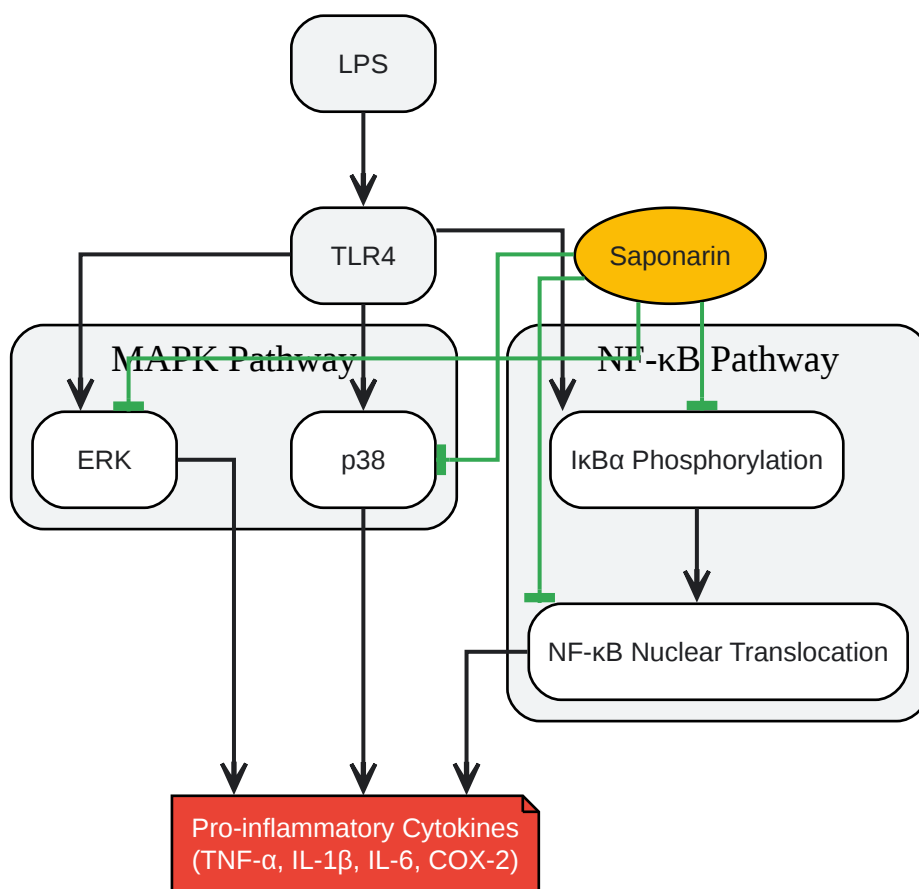 LPS
TLR4
Saponarin
MAPK Pathway
NF-κB Pathway
ERK
p38
IκBα Phosphorylation
NF-κB Nuclear Translocation
Pro-inflammatory Cytokines
(TNF-α, IL-1β, IL-6, COX-2)